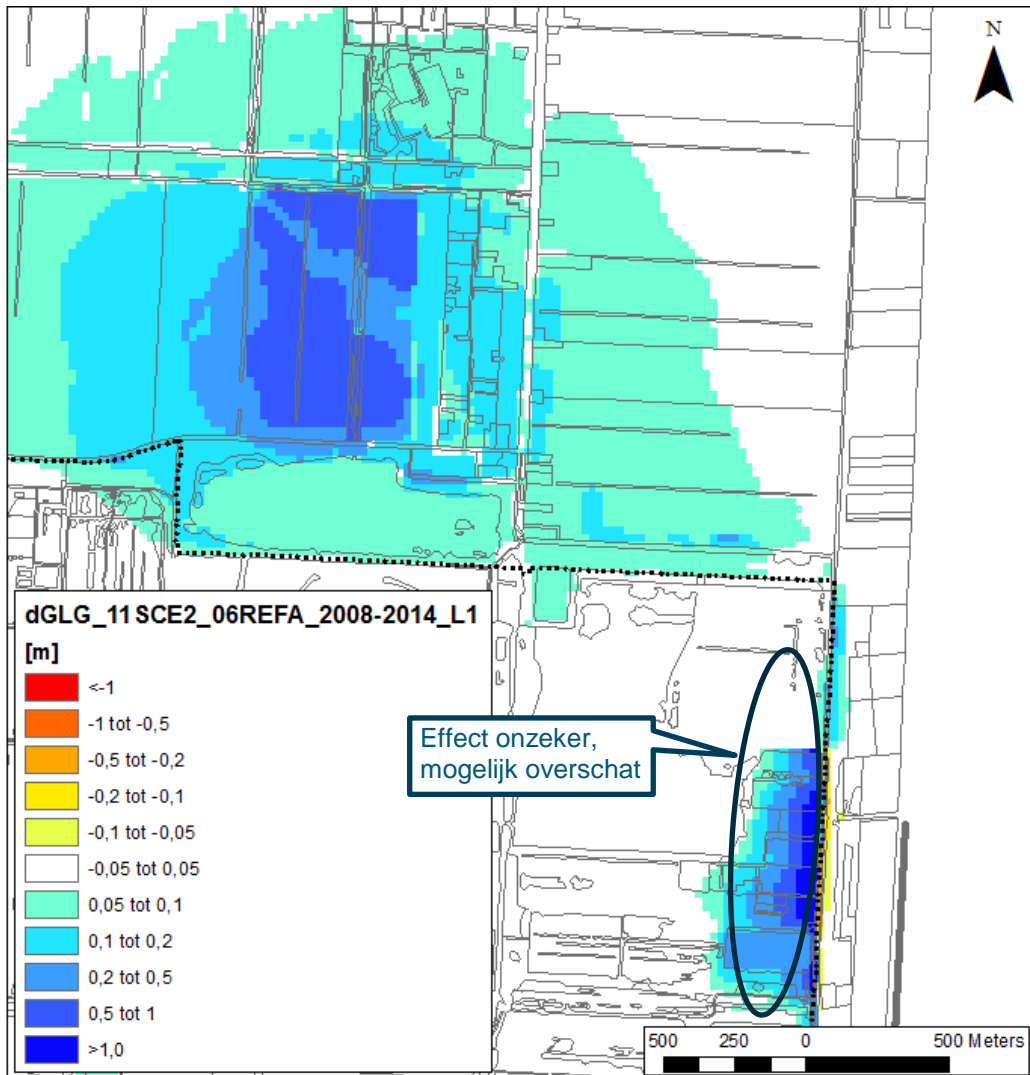 N
Effect onzeker,
mogelijk overschat
dGLG_11SCE2_06REFA_2008-2014_L1
[m]
<-1
-1 tot -0,5
-0,5 tot -0,2
-0,2 tot -0,1
-0,1 tot -0,05
-0,05 tot 0,05
0,05 tot 0,1
0,1 tot 0,2
0,2 tot 0,5
0,5 tot 1
>1,0
500 250 0 500 Meters